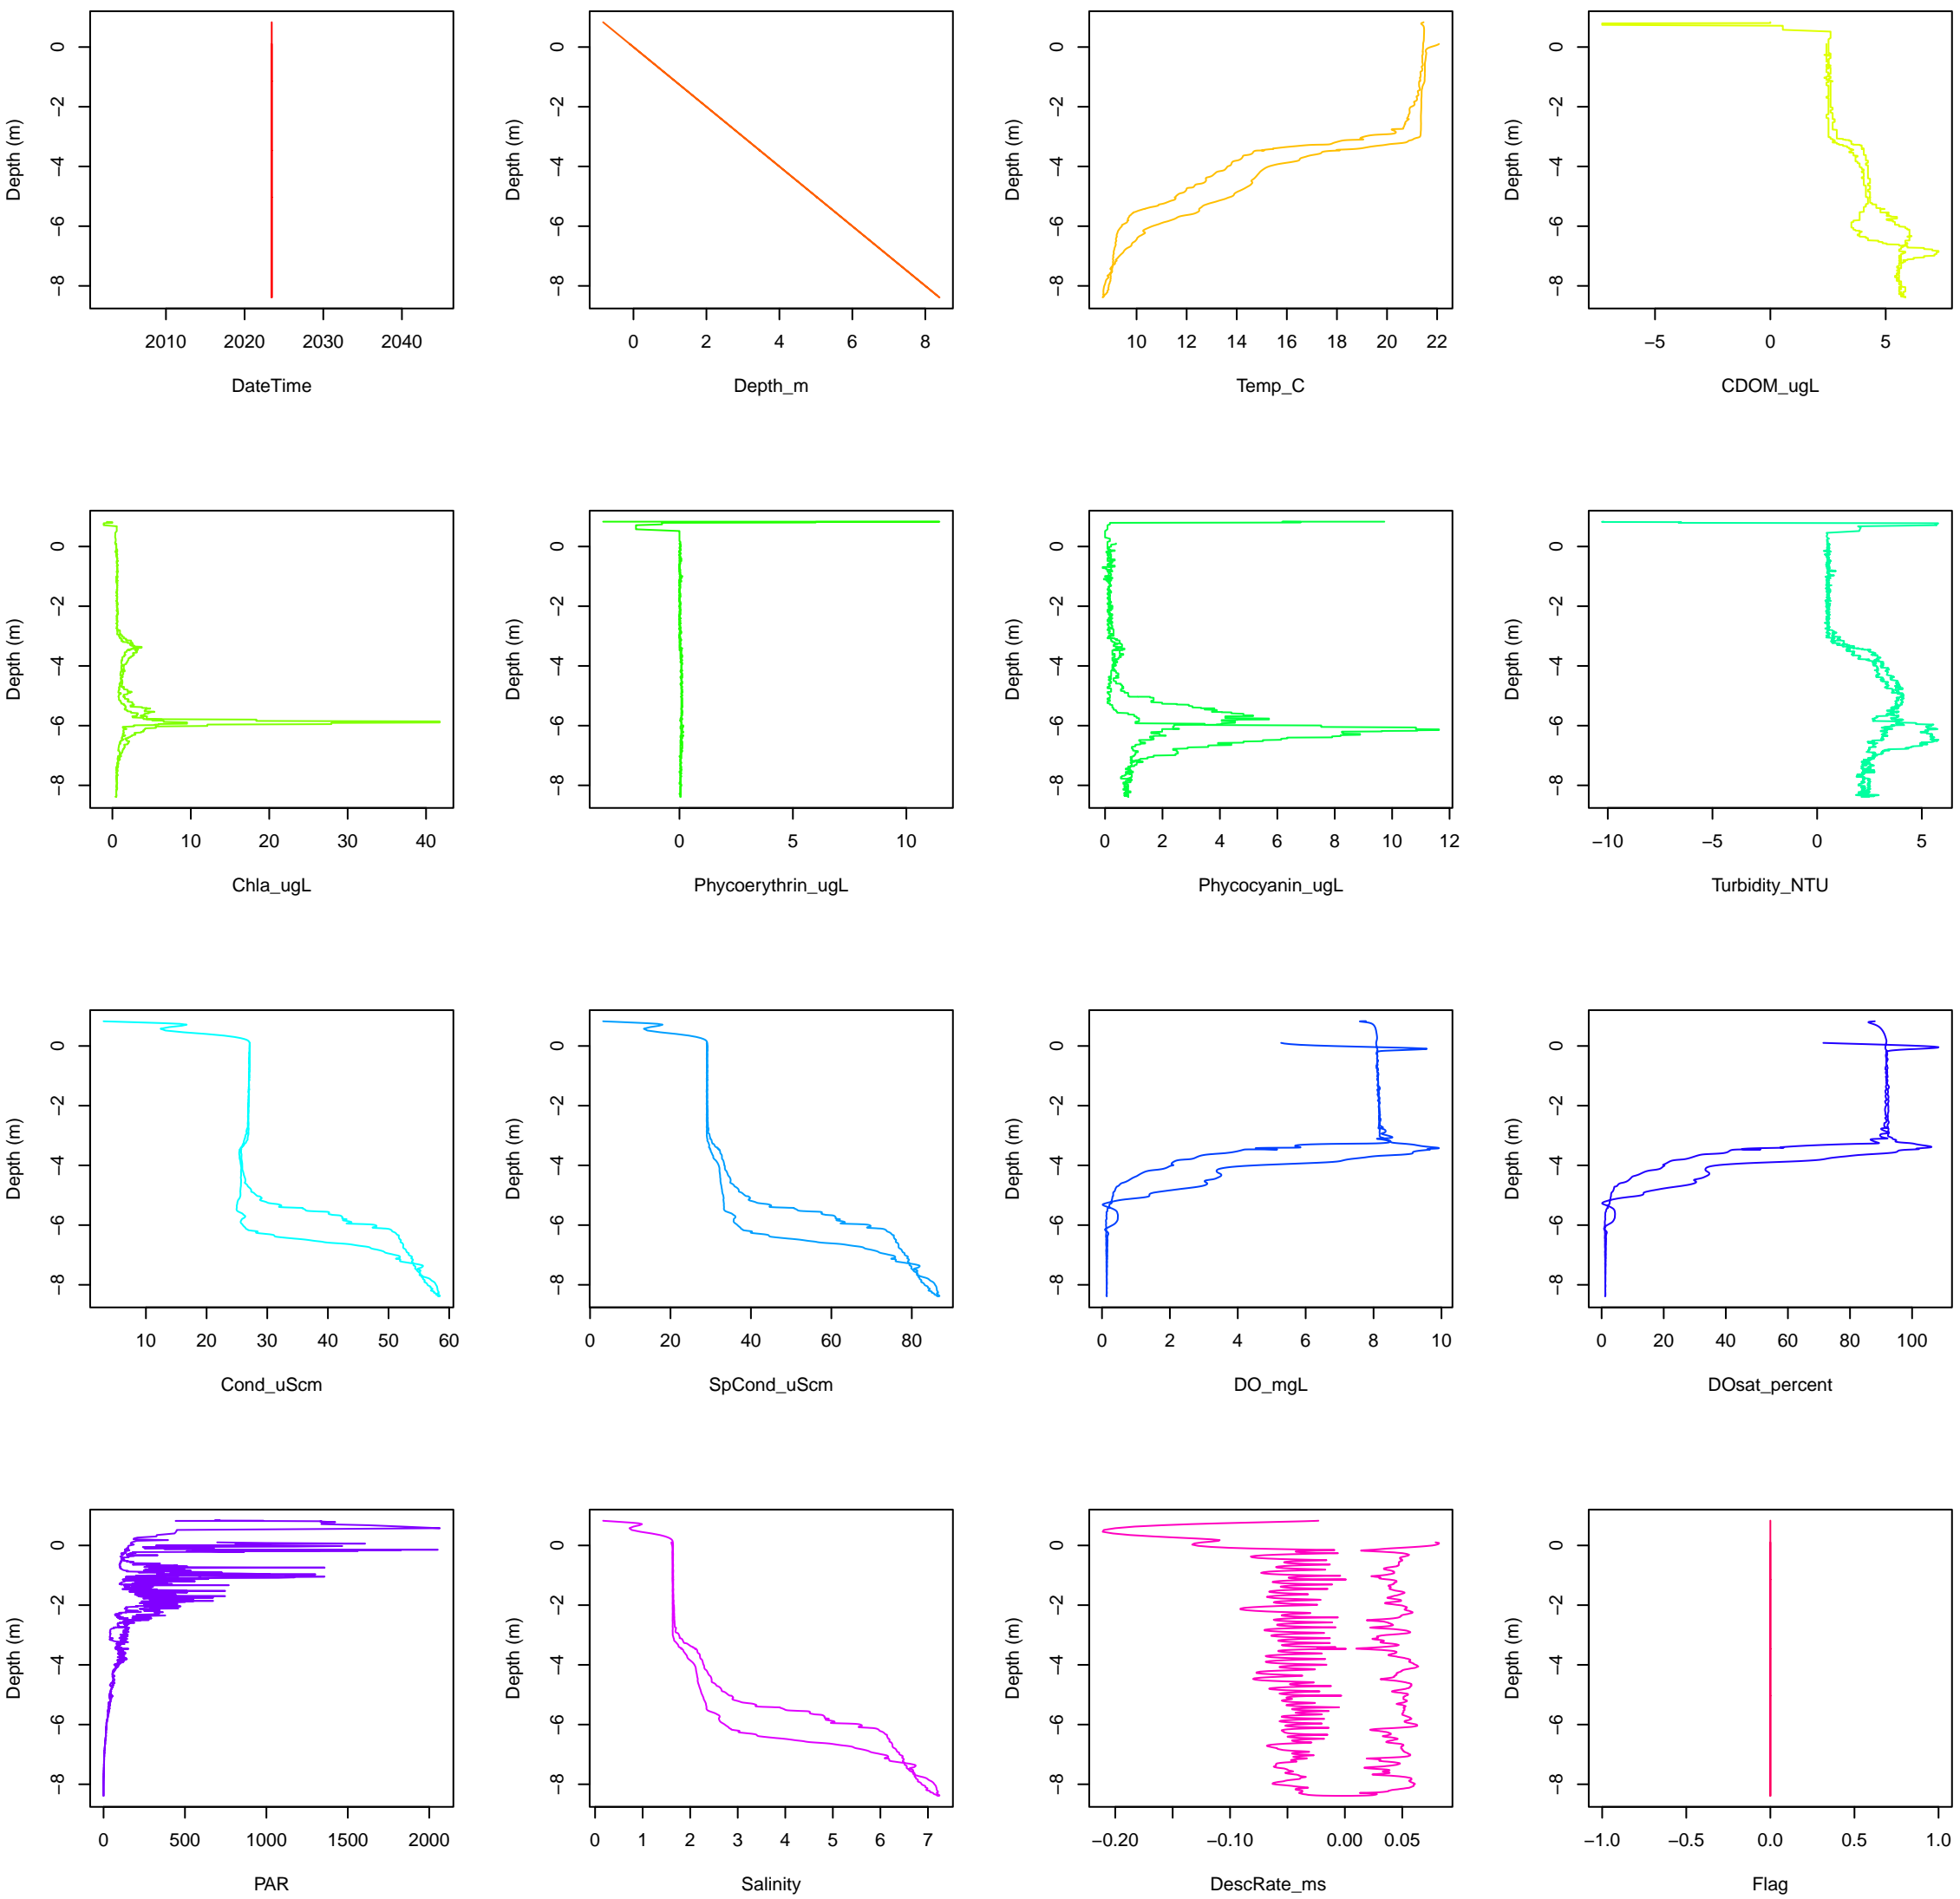 Depth (m)
0
−2
−4
−6
−8
2010 2020 2030 2040
DateTime
Depth (m)
0
−2
−4
−6
−8
0 2 4 6 8
Depth_m
Depth (m)
0
−2
−4
−6
−8
10 12 14 16 18 20 22
Temp_C
Depth (m)
0
−2
−4
−6
−8
−5 0 5
CDOM_ugL
Depth (m)
0
−2
−4
−6
−8
0 10 20 30 40
Chla_ugL
Depth (m)
0
−2
−4
−6
−8
0 5 10
Phycoerythrin_ugL
Depth (m)
0
−2
−4
−6
−8
0 2 4 6 8 10 12
Phycocyanin_ugL
Depth (m)
0
−2
−4
−6
−8
−10 −5 0 5
Turbidity_NTU
Depth (m)
0
−2
−4
−6
−8
10 20 30 40 50 60
Cond_uScm
Depth (m)
0
−2
−4
−6
−8
0 20 40 60 80
SpCond_uScm
Depth (m)
0
−2
−4
−6
−8
0 2 4 6 8 10
DO_mgL
Depth (m)
0
−2
−4
−6
−8
0 20 40 60 80 100
DOsat_percent
Depth (m)
0
−2
−4
−6
−8
0 500 1000 1500 2000
PAR
Depth (m)
0
−2
−4
−6
−8
0 1 2 3 4 5 6 7
Salinity
Depth (m)
0
−2
−4
−6
−8
−0.20 −0.10 0.00 0.05
DescRate_ms
Depth (m)
0
−2
−4
−6
−8
−1.0 −0.5 0.0 0.5 1.0
Flag